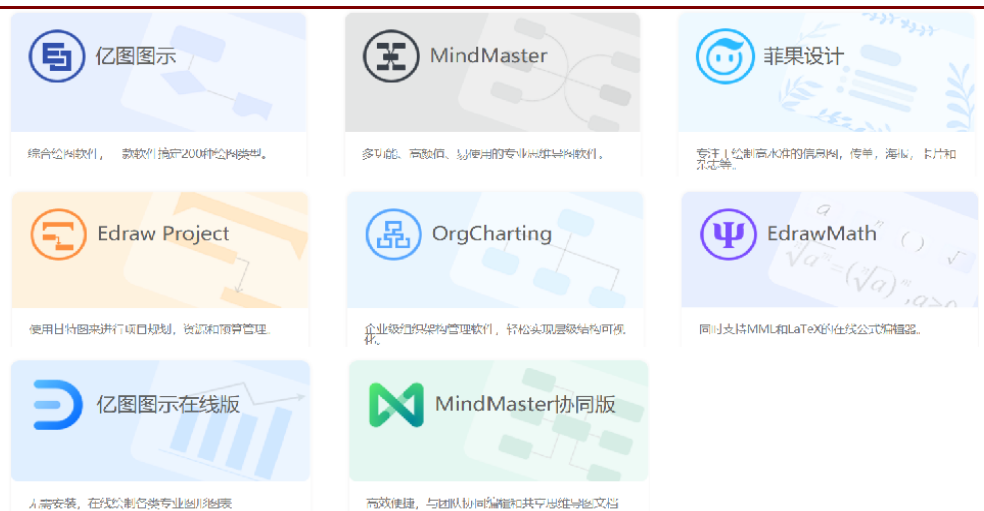 亿图图示
MindMaster
菲果设计
综合绘图软件，一款软件搞定200种绘图类型。
多功能、高颜值、易使用的专业思维导图软件。
专注于绘制高水准的信息图，传单，海报，卡片和
杂志等。
Edraw Project
OrgCharting
EdrawMath
使用甘特图来进行项目规划，资源和预算管理。
企业级组织架构管理软件，轻松实现层级结构可视
化。
同时支持MML和LaTeX的在线公式编辑器。
亿图图示在线版
MindMaster协同版
无需安装，在线绘制各类专业图形图表
高效便捷，与团队协同编辑和共享思维导图文档